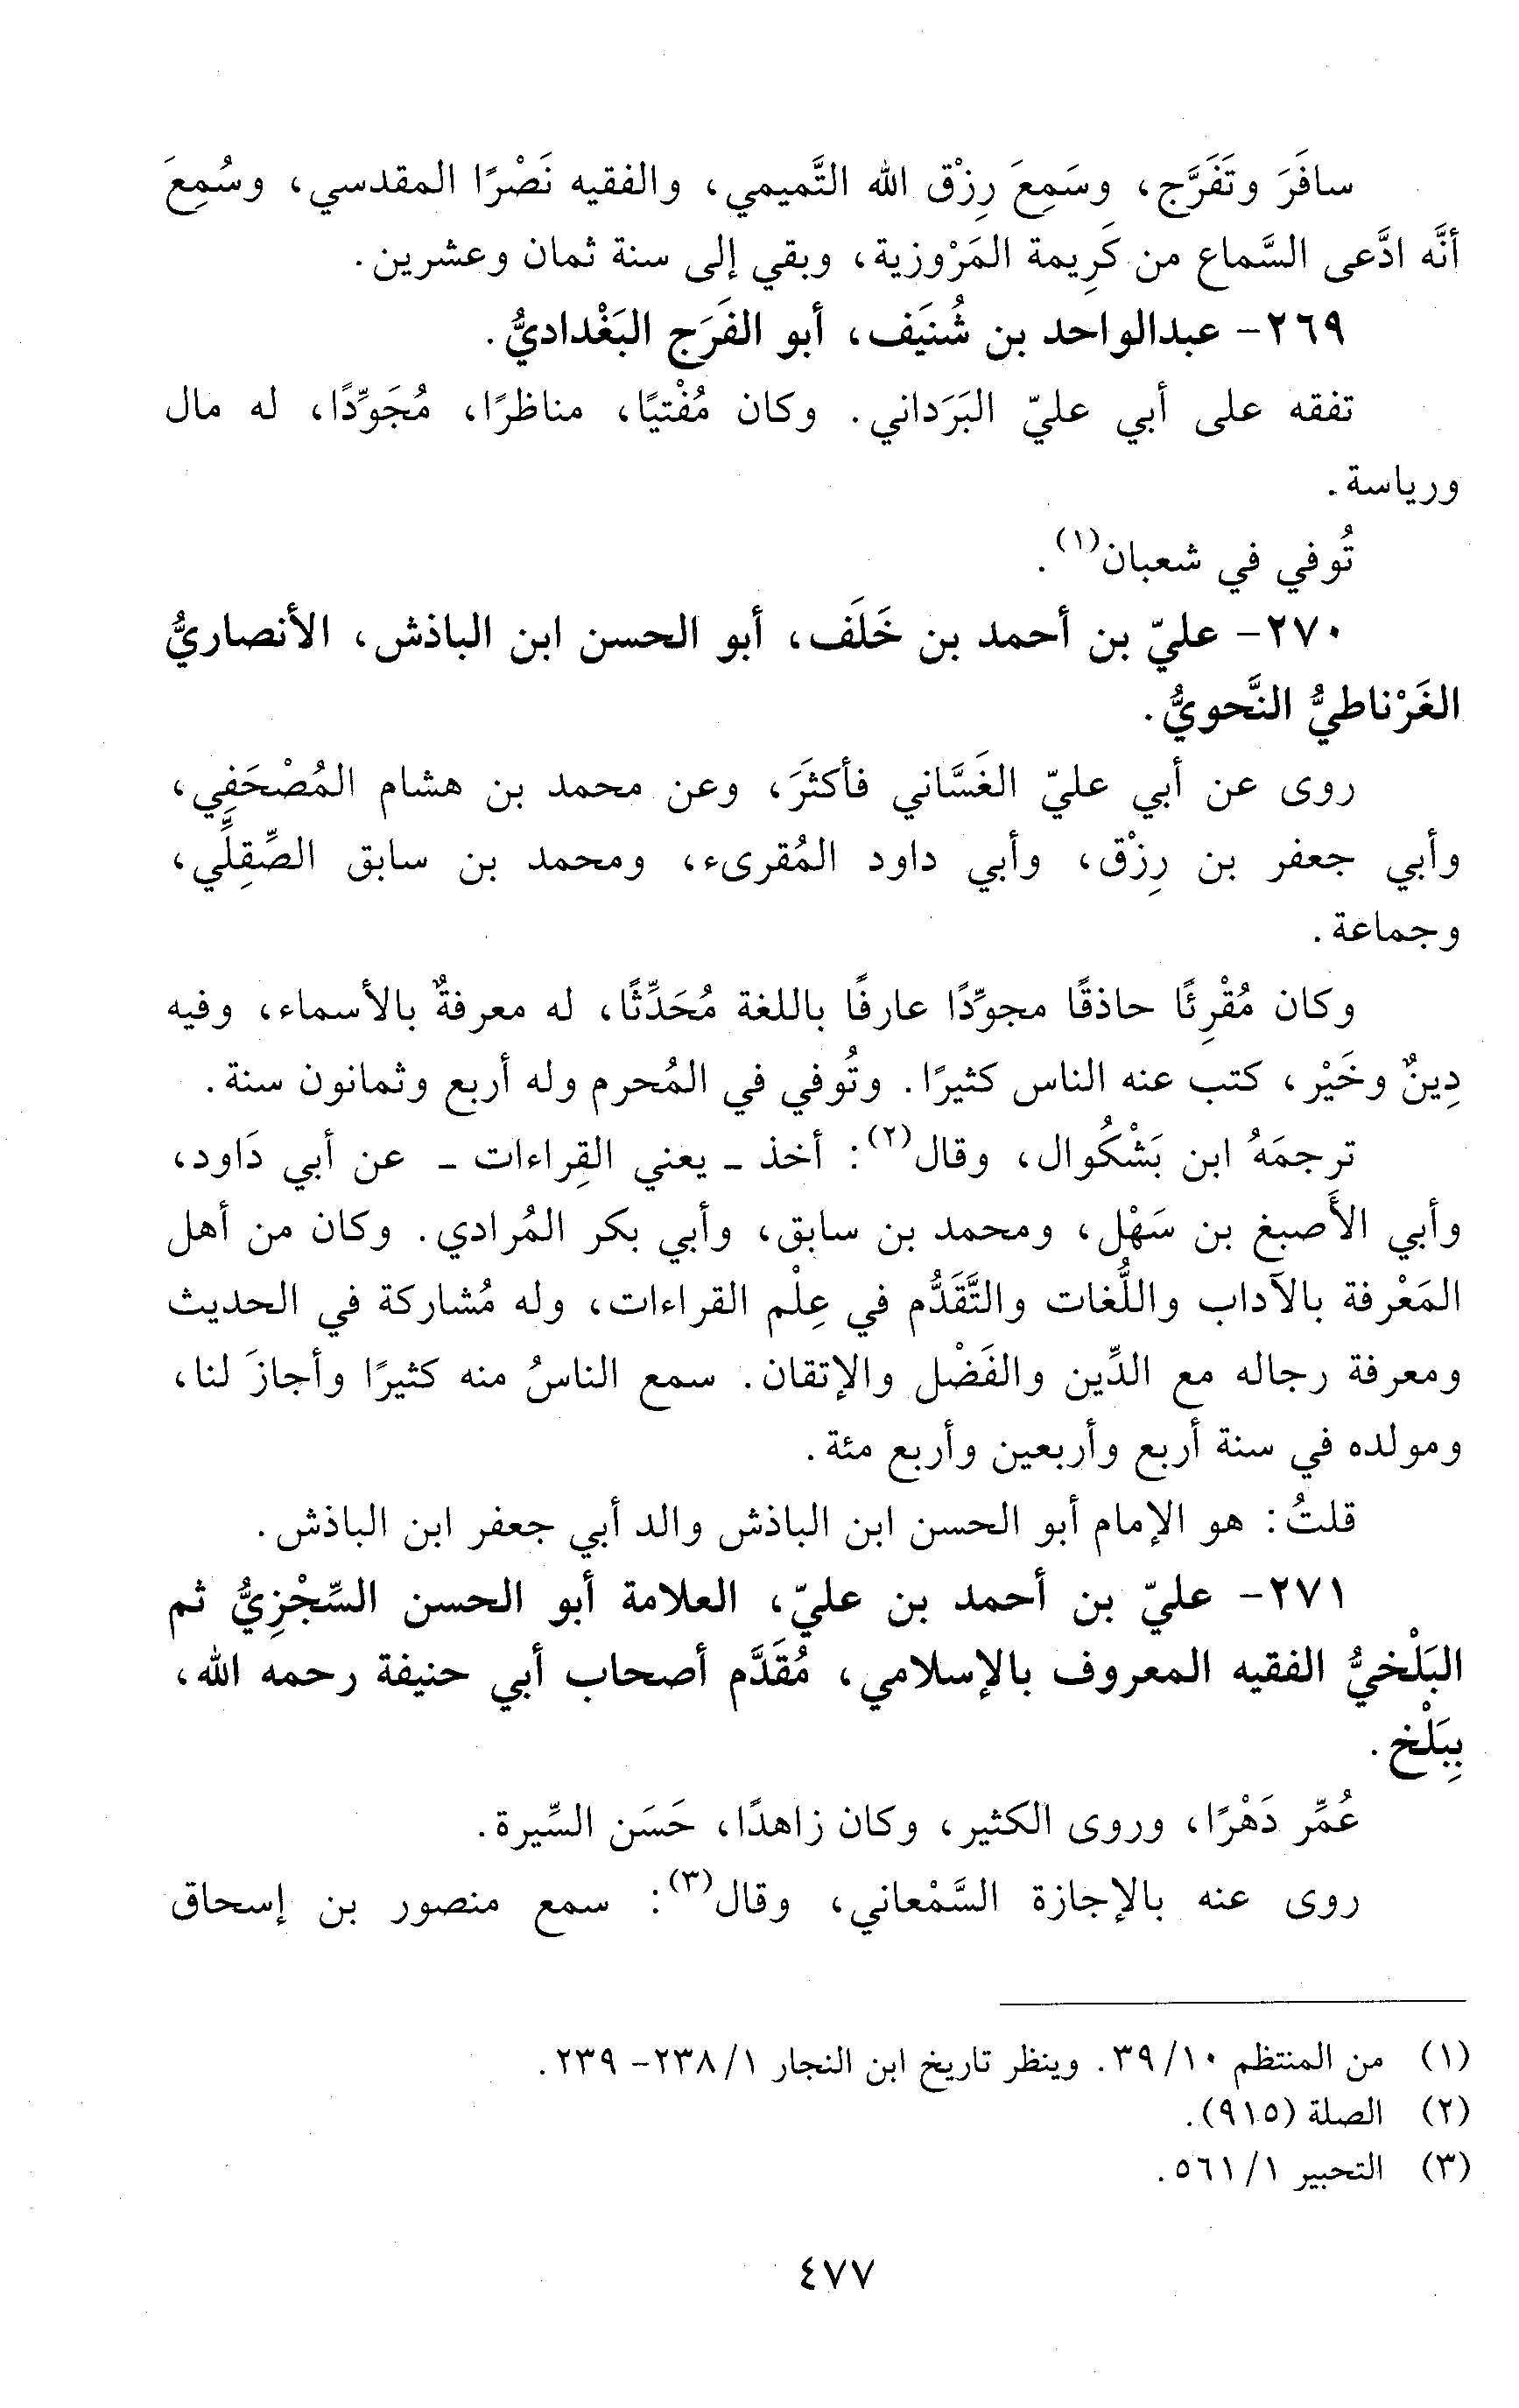 سافَرَ وتَفَرَّج، وسَمِعَ رِزْق الله التَّميمي، والفقيه نَصْرًا المقدسي، وسُمِعَ
أنَّه ادَّعى السَّماع من كَرِيمة المَرْوزية، وبقي إلى سنة ثمان وعشرين.
٢٦٩- عبدالواحد بن شُنَيَف، أبو الفَرَج البَغْداديُّ.
تفقه على أبي عليّ البَرَداني. وكان مُفْتيًا، مناظرًا، مُجَوِّدًا، له مال
ورياسة.
تُوفي في شعبان(١).
٢٧٠- عليّ بن أحمد بن خَلَف، أبو الحسن ابن الباذش، الأنصاريُّ
الغَرْناطيُّ النَّحويُّ.
روى عن أبي عليّ الغَسَّاني فأكثَرَ، وعن محمد بن هشام المُصْحَفِي،
وأبي جعفر بن رِزْق، وأبي داود المُقرىء، ومحمد بن سابق الصِّقِلِّي،
وجماعة.
وكان مُقْرِئًا حاذقًا مجوِّدًا عارفًا باللغة مُحَدِّثًا، له معرفةٌ بالأسماء، وفيه
دِينٌ وخَيْر، كتب عنه الناس كثيرًا. وتُوفي في المُحرم وله أربع وثمانون سنة.
ترجمَهُ ابن بَشْكُوال، وقال(٢): أخذ - يعني القِراءات - عن أبي دَاود،
وأبي الأَصبغ بن سَهْل، ومحمد بن سابق، وأبي بكر المُرادي. وكان من أهل
المَعْرفة بالآداب واللُّغات والتَّقَدُّم في عِلْم القراءات، وله مُشاركة في الحديث
ومعرفة رجاله مع الدِّين والفَضْل والإتقان. سمع الناسُ منه كثيرًا وأجازَ لنا،
ومولده في سنة أربع وأربعين وأربع مئة.
قلتُ: هو الإمام أبو الحسن ابن الباذش والد أبي جعفر ابن الباذش.
٢٧١- عليّ بن أحمد بن عليّ، العلامة أبو الحسن السِّجْزِيُّ ثم
البَلْخيُّ الفقيه المعروف بالإسلامي، مُقَدَّم أصحاب أبي حنيفة رحمه الله،
بِبَلْخ.
عُمِّر دَهْرًا، وروى الكثير، وكان زاهدًا، حَسَن السِّيرة.
روى عنه بالإجازة السَّمْعاني، وقال(٣): سمع منصور بن إسحاق
(١) من المنتظم ١٠/ ٣٩. وينظر تاريخ ابن النجار ١/ ٢٣٨- ٢٣٩.
(٢) الصلة (٩١٥).
(٣) التحبير ١/ ٥٦١.
٤٧٧